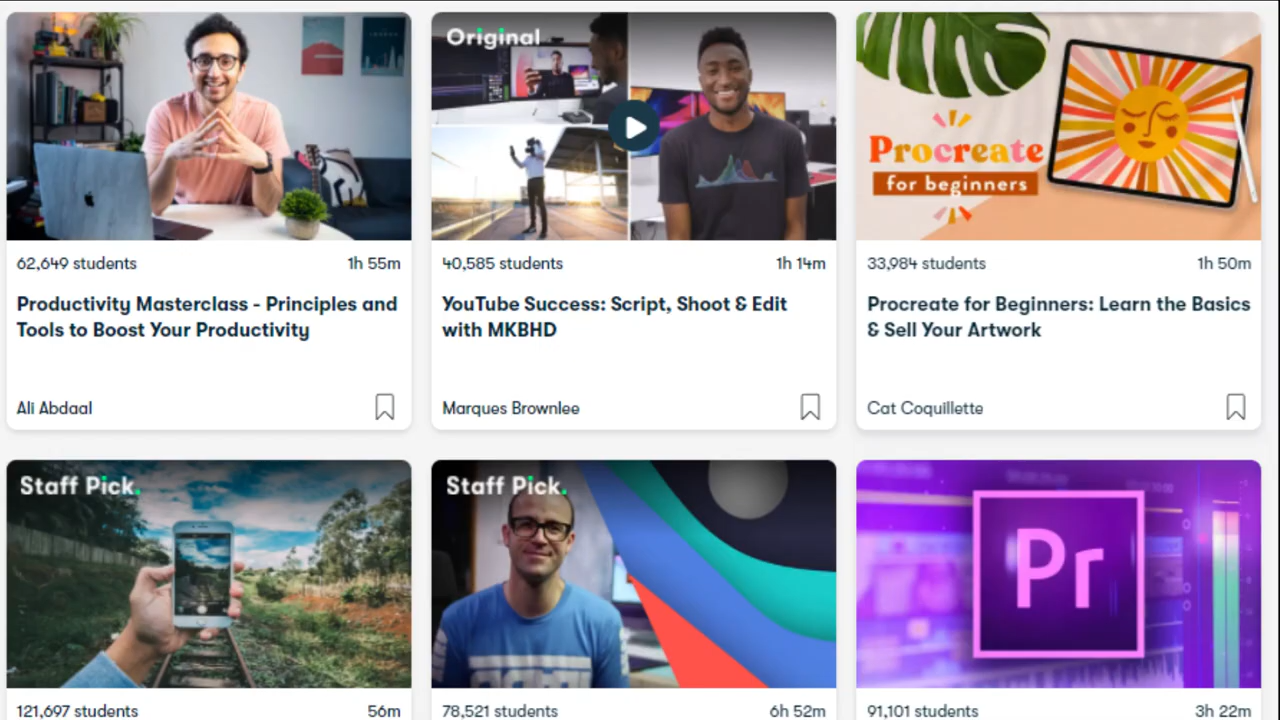 Original
Procreate
for beginners
62,649 students
1h 55m
40,585 students
1h 14m
33,984 students
1h 50m
Productivity Masterclass - Principles and
Tools to Boost Your Productivity
YouTube Success: Script, Shoot & Edit
with MKBHD
Procreate for Beginners: Learn the Basics
& Sell Your Artwork
Ali Abdaal
Marques Brownlee
Cat Coquillette
Staff Pick.
Staff Pick.
Pr
121,697 students
56m
78,521 students
6h 52m
91,101 students
3h 22m